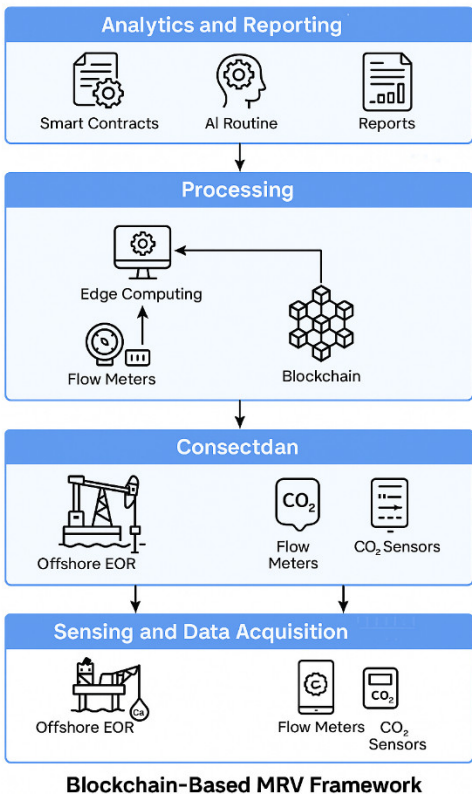 Analytics and Reporting
Smart Contracts
AI Routine
Reports
Processing
Edge Computing
Flow Meters
Blockchain
Consectdan
CO₂
Offshore EOR
Flow
Meters
CO₂ Sensors
Sensing and Data Acquisition
Ca
C
CO₂
Offshore EOR
Flow Meters
CO₂
Sensors
Blockchain-Based MRV Framework